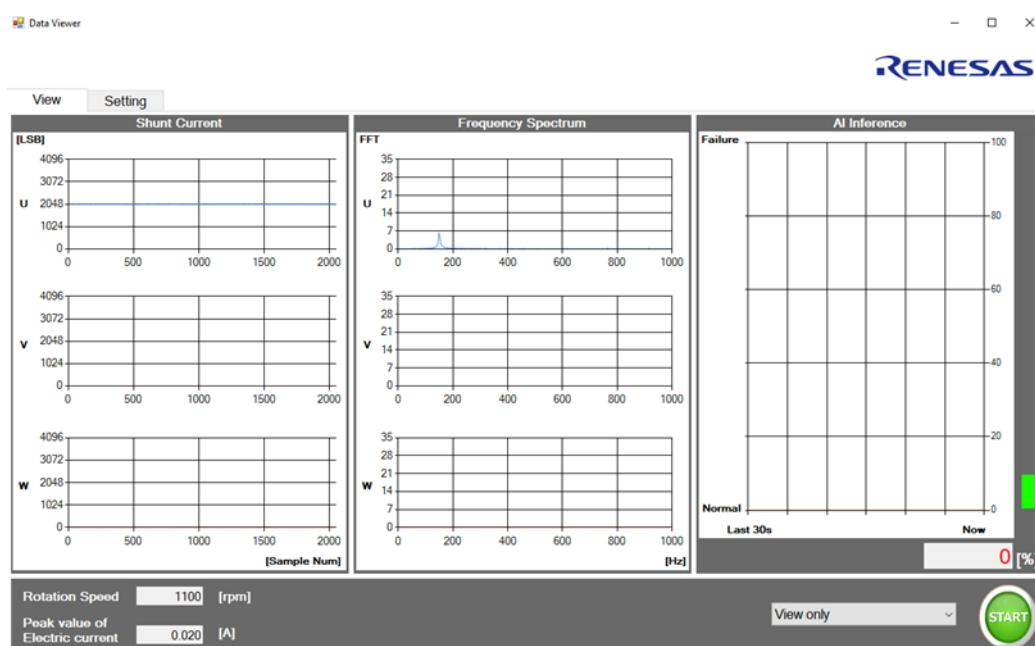 Data Viewer
RENESAS
View Setting
Shunt Current
[LSB]
4096
3072
U 2048
1024
0
0 500 1000 1500 2000
4096
3072
V 2048
1024
0
0 500 1000 1500 2000
4096
3072
W 2048
1024
0
0 500 1000 1500 2000
[Sample Num]
Frequency Spectrum
FFT
35
28
U 21
14
7
0
0 200 400 600 800 1000
35
28
21
V 14
7
0
0 200 400 600 800 1000
35
28
21
W 14
7
0
0 200 400 600 800 1000
[Hz]
AI Inference
Failure 100
80
60
40
20
Normal 0
Last 30s Now
0 [%
Rotation Speed 1100 [rpm]
Peak value of
Electric current 0.020 [A]
View only
START